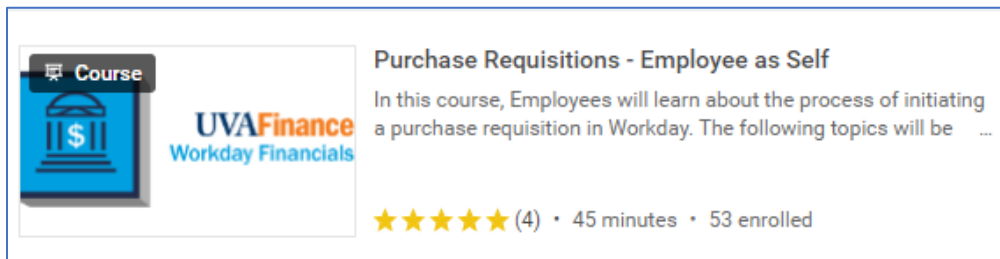 Course
$
UVAFinance
Workday Financials
Purchase Requisitions - Employee as Self
In this course, Employees will learn about the process of initiating
a purchase requisition in Workday. The following topics will be ...
(4) • 45 minutes • 53 enrolled